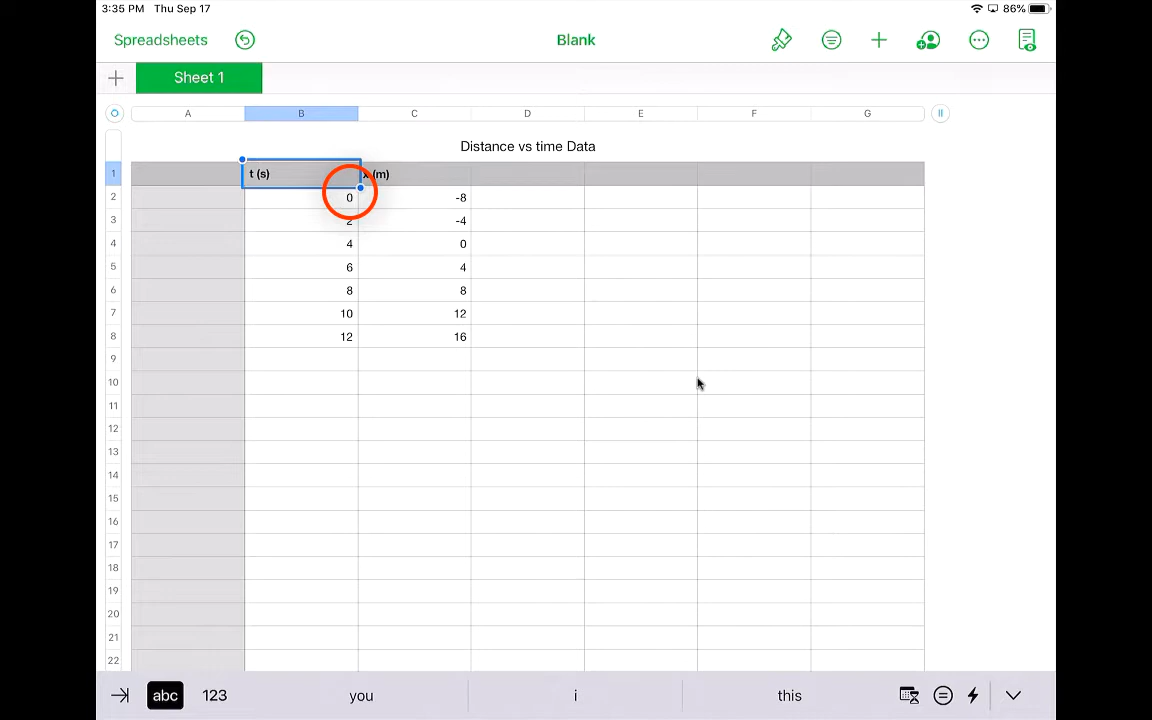 3:35 PM Thu Sep 17 86%
Spreadsheets Blank
Sheet 1
A B C D E F G
Distance vs time Data
1 t (s) x (m)
2 0 -8
3 2 -4
4 4 0
5 6 4
6 8 8
7 10 12
8 12 16
9
10
11
12
13
14
15
16
17
18
19
20
21
22
abc 123 you i this